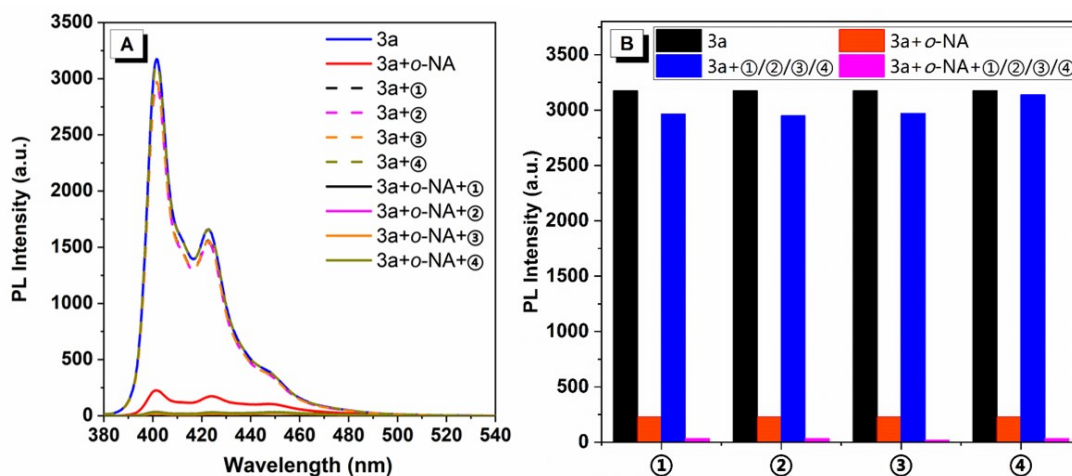 A
3500
3000
2500
2000
1500
1000
500
0
PL Intensity (a.u.)
380 400 420 440 460 480 500 520 540
Wavelength (nm)
3a
3a+o-NA
3a+①
3a+②
3a+③
3a+④
3a+o-NA+①
3a+o-NA+②
3a+o-NA+③
3a+o-NA+④
B
3a 3a+o-NA
3a+①/②/③/④ 3a+o-NA+①/②/③/④
3500
3000
2500
2000
1500
1000
500
0
PL Intensity (a.u.)
① ② ③ ④